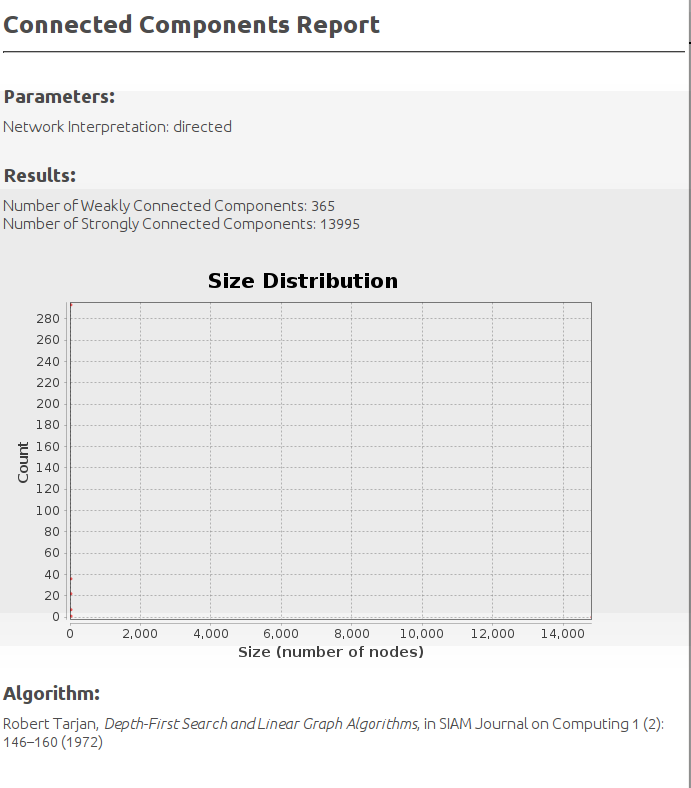 Connected Components Report
Parameters:
Network Interpretation: directed
Results:
Number of Weakly Connected Components: 365
Number of Strongly Connected Components: 13995
Size Distribution
280
260
240
220
200
180
160
140
120
100
80
60
40
20
0
Count
0 2,000 4,000 6,000 8,000 10,000 12,000 14,000
Size (number of nodes)
Algorithm:
Robert Tarjan, Depth-First Search and Linear Graph Algorithms, in SIAM Journal on Computing 1 (2):
146–160 (1972)